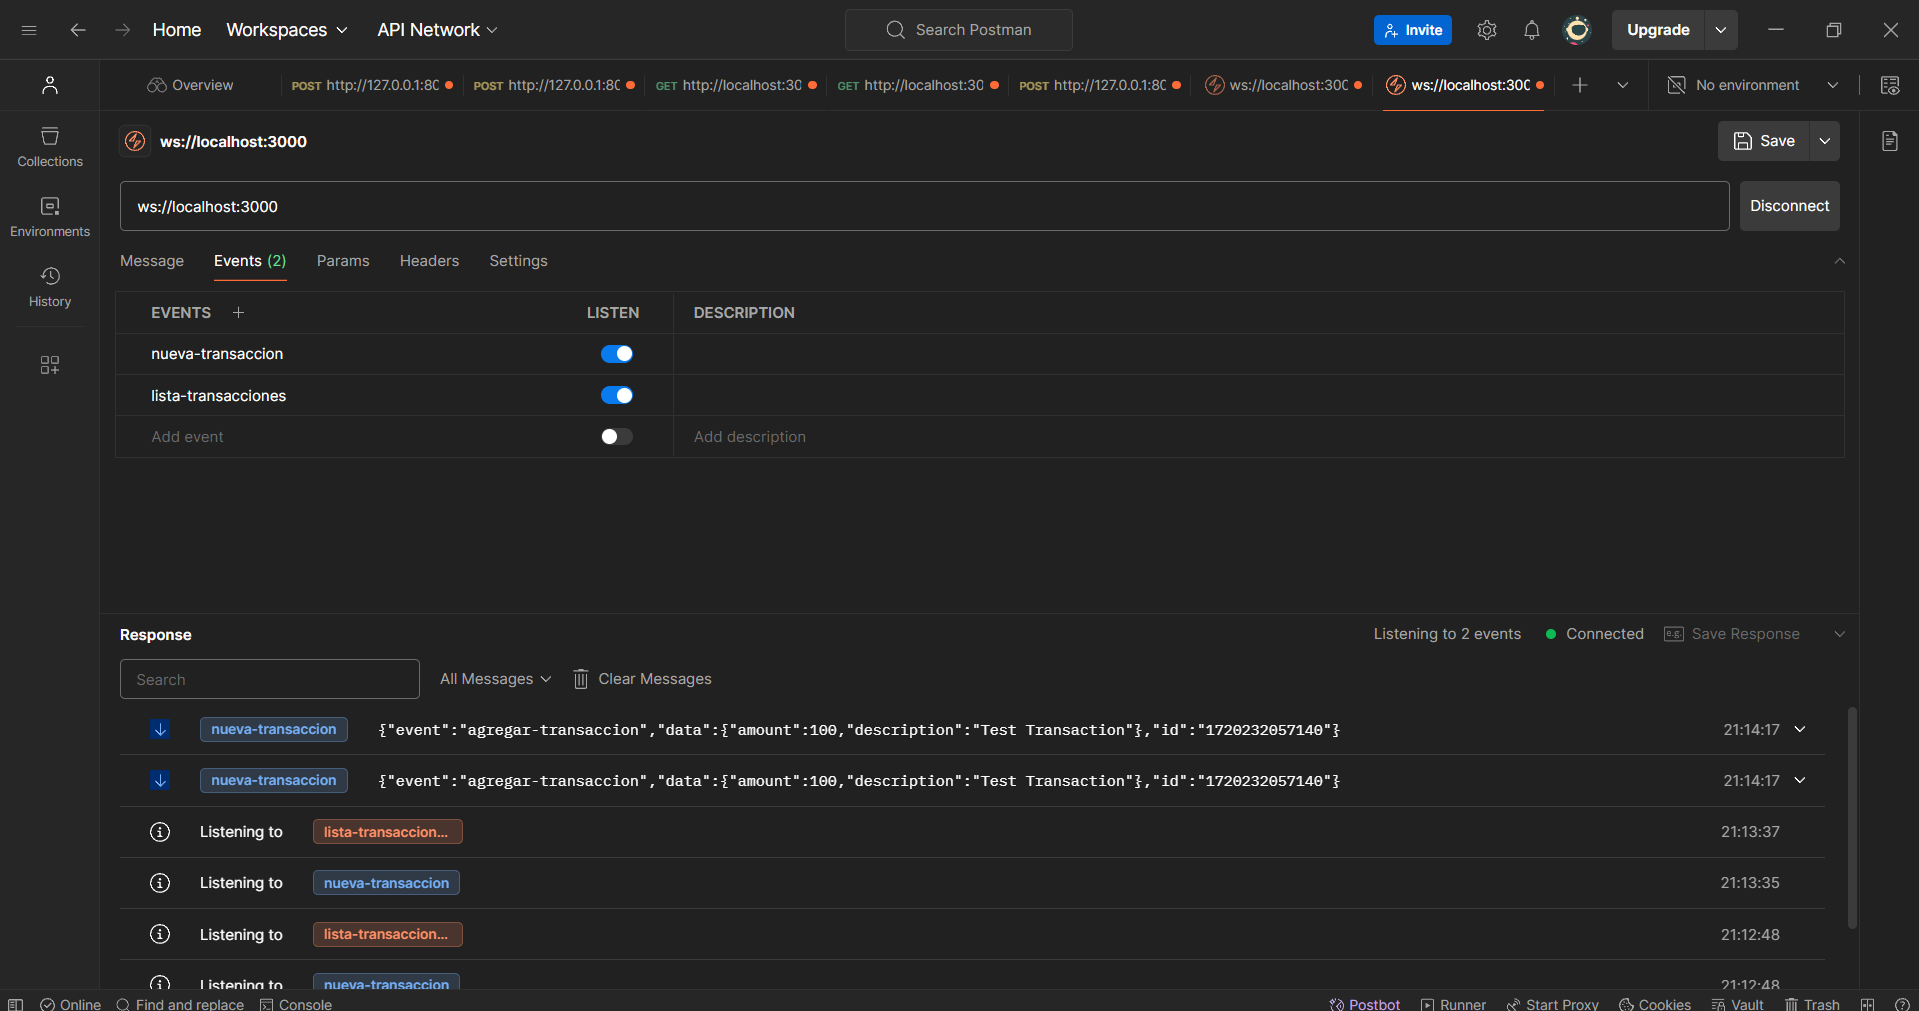 Home Workspaces API Network Search Postman Invite Upgrade
Overview POST http://127.0.0.1:80 POST http://127.0.0.1:80 GET http://localhost:30 GET http://localhost:30 POST http://127.0.0.1:80 ws://localhost:300 ws://localhost:300 No environment
ws://localhost:3000 Save
Collections
ws://localhost:3000 Disconnect
Environments
Message Events (2) Params Headers Settings
History
EVENTS LISTEN DESCRIPTION
nueva-transaccion
lista-transacciones
Add event Add description
Response Listening to 2 events Connected e.g. Save Response
Search All Messages Clear Messages
nueva-transaccion {"event":"agregar-transaccion","data":{"amount":100,"description":"Test Transaction"},"id":"1720232057140"} 21:14:17
nueva-transaccion {"event":"agregar-transaccion","data":{"amount":100,"description":"Test Transaction"},"id":"1720232057140"} 21:14:17
Listening to lista-transaccion... 21:13:37
Listening to nueva-transaccion 21:13:35
Listening to lista-transaccion... 21:12:48
Listening to nueva-transaccion 21:12:48
Online Find and replace Console Postbot Runner Start Proxy Cookies Vault Trash